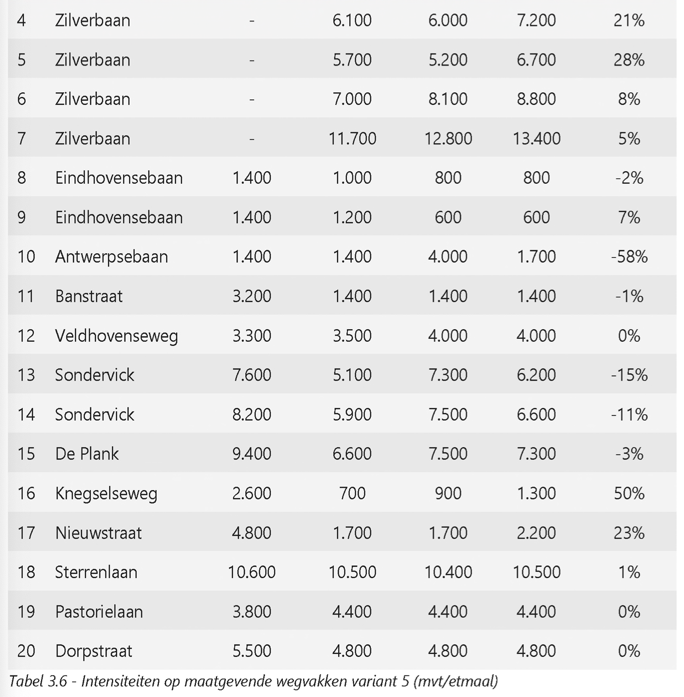 4 Zilverbaan - 6.100 6.000 7.200 21%
5 Zilverbaan - 5.700 5.200 6.700 28%
6 Zilverbaan - 7.000 8.100 8.800 8%
7 Zilverbaan - 11.700 12.800 13.400 5%
8 Eindhovensebaan 1.400 1.000 800 800 -2%
9 Eindhovensebaan 1.400 1.200 600 600 7%
10 Antwerpsebaan 1.400 1.400 4.000 1.700 -58%
11 Banstraat 3.200 1.400 1.400 1.400 -1%
12 Veldhovenseweg 3.300 3.500 4.000 4.000 0%
13 Sondervick 7.600 5.100 7.300 6.200 -15%
14 Sondervick 8.200 5.900 7.500 6.600 -11%
15 De Plank 9.400 6.600 7.500 7.300 -3%
16 Knegselseweg 2.600 700 900 1.300 50%
17 Nieuwstraat 4.800 1.700 1.700 2.200 23%
18 Sterrenlaan 10.600 10.500 10.400 10.500 1%
19 Pastorielaan 3.800 4.400 4.400 4.400 0%
20 Dorpstraat 5.500 4.800 4.800 4.800 0%
Tabel 3.6 - Intensiteiten op maatgevende wegvakken variant 5 (mvt/etmaal)